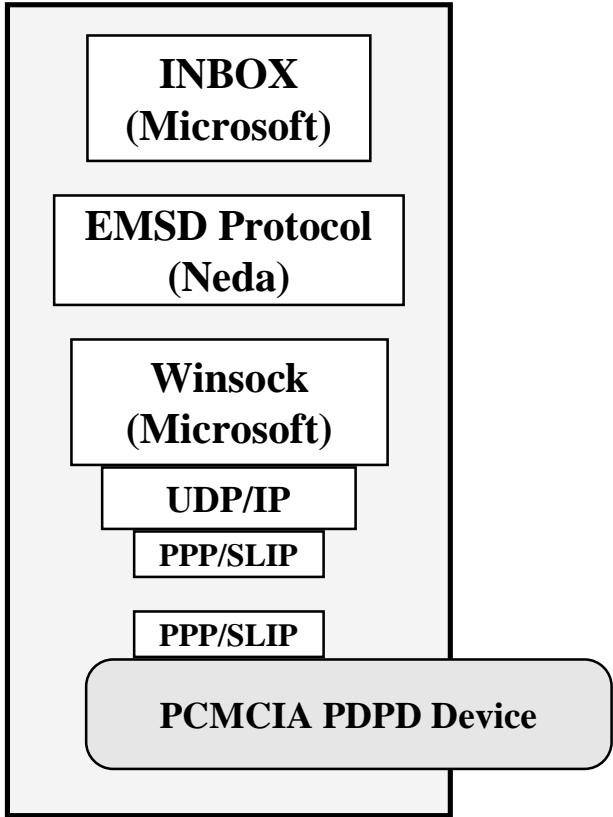 INBOX
(Microsoft)
EMSD Protocol
(Neda)
Winsock
(Microsoft)
UDP/IP
PPP/SLIP
PPP/SLIP
PCMCIA PDPD Device